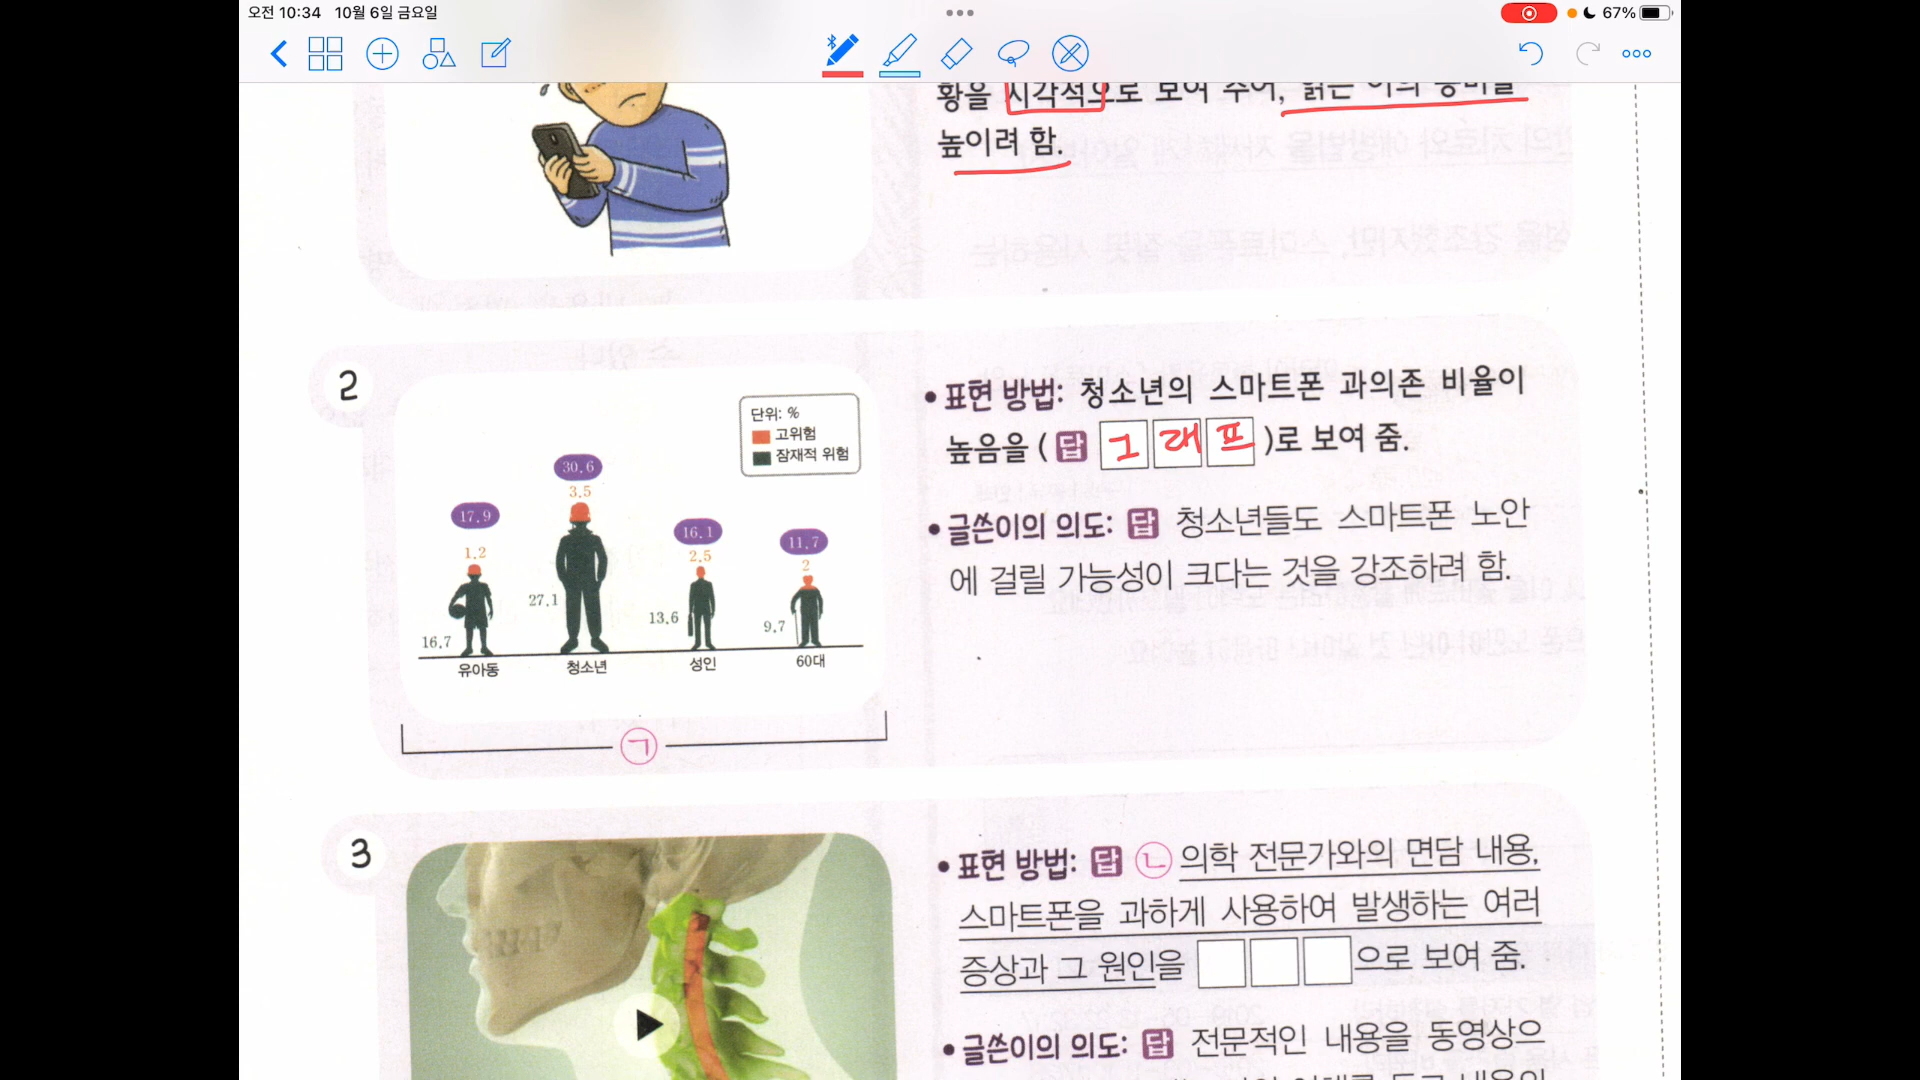 오전 10:34 10월 6일 금요일
67%
황을 시각적으로 보여 주어, 읽는 이의 흥미를
높이려 함.
2
단위: %
고위험
잠재적 위험
30.6
3.5
17.9
1.2
16.1
2.5
11.7
2
27.1
13.6
9.7
16.7
유아동
청소년
성인
60대
ㄱ
• 표현 방법: 청소년의 스마트폰 과의존 비율이
높음을 ( 답 그래프 )로 보여 줌.
• 글쓴이의 의도: 답 청소년들도 스마트폰 노안
에 걸릴 가능성이 크다는 것을 강조하려 함.
3
• 표현 방법: 답 ㄴ 의학 전문가와의 면담 내용,
스마트폰을 과하게 사용하여 발생하는 여러
증상과 그 원인을 으로 보여 줌.
• 글쓴이의 의도: 답 전문적인 내용을 동영상으